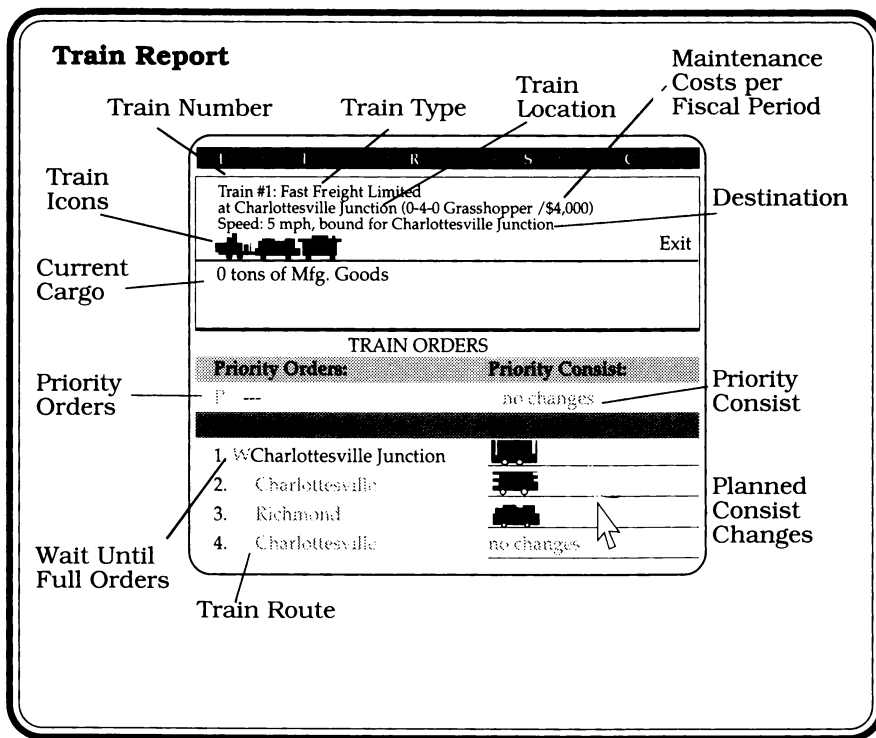 Train Report
Maintenance
Costs per
Fiscal Period
Train
Location
Train Number
Train Type
Train
Icons
Train #1: Fast Freight Limited
at Charlottesville Junction (0-4-0 Grasshopper /$4,000)
Speed: 5 mph, bound for Charlottesville Junction
Destination
Exit
Current
Cargo
0 tons of Mfg. Goods
TRAIN ORDERS
Priority Orders: Priority Consist:
Priority
Orders
P --- no changes
Priority
Consist
1. WCharlottesville Junction
2. Charlottesville
3. Richmond
4. Charlottesville no changes
Planned
Consist
Changes
Wait Until
Full Orders
Train Route